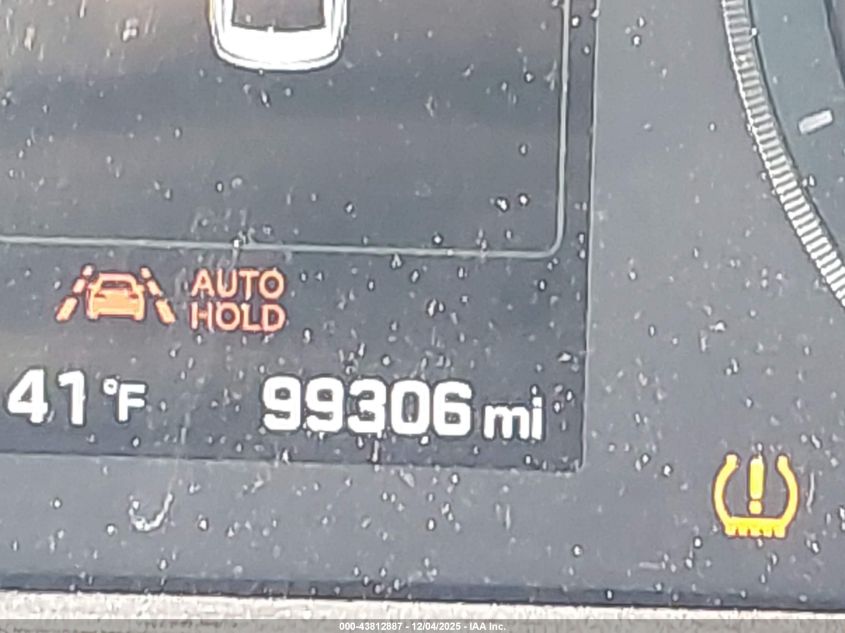 AUTO
HOLD
41°F 99306 mi
000-43812887 - 12/04/2025 - IAA Inc.